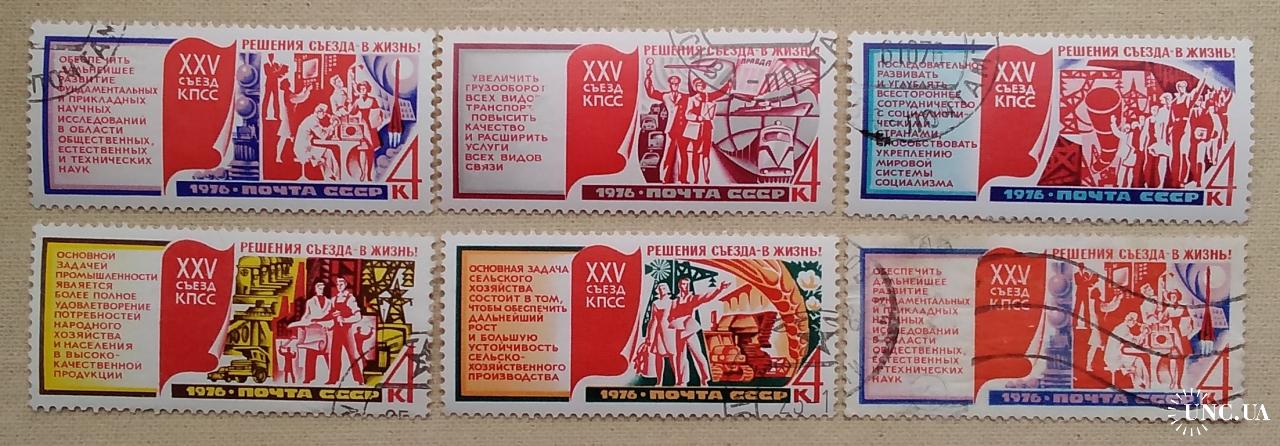 ОБЕСПЕЧИТЬ
ДАЛЬНЕЙШЕЕ
РАЗВИТИЕ
ФУНДАМЕНТАЛЬНЫХ
И ПРИКЛАДНЫХ
НАУЧНЫХ
ИССЛЕДОВАНИЙ
В ОБЛАСТИ
ОБЩЕСТВЕННЫХ,
ЕСТЕСТВЕННЫХ
И ТЕХНИЧЕСКИХ
НАУК
XXV
СЪЕЗД
КПСС
РЕШЕНИЯ СЪЕЗДА-В ЖИЗНЬ!
1976·ПОЧТА СССР
4
К
УВЕЛИЧИТЬ
ГРУЗООБОРОТ
ВСЕХ ВИДОВ
ТРАНСПОРТА,
ПОВЫСИТЬ
КАЧЕСТВО
И РАСШИРИТЬ
УСЛУГИ
ВСЕХ ВИДОВ
СВЯЗИ
XXV
СЪЕЗД
КПСС
РЕШЕНИЯ СЪЕЗДА-В ЖИЗНЬ!
ПРАВДА
1976·ПОЧТА СССР
4
К
ПОСЛЕДОВАТЕЛЬНО
РАЗВИВАТЬ
И УГЛУБЛЯТЬ
ВСЕСТОРОННЕЕ
СОТРУДНИЧЕСТВО
С СОЦИАЛИСТИ-
ЧЕСКИМИ
СТРАНАМИ,
СПОСОБСТВОВАТЬ
УКРЕПЛЕНИЮ
МИРОВОЙ
СИСТЕМЫ
СОЦИАЛИЗМА
XXV
СЪЕЗД
КПСС
РЕШЕНИЯ СЪЕЗДА-В ЖИЗНЬ!
1976·ПОЧТА СССР
4
К
ОСНОВНОЙ
ЗАДАЧЕЙ
ПРОМЫШЛЕННОСТИ
ЯВЛЯЕТСЯ
БОЛЕЕ ПОЛНОЕ
УДОВЛЕТВОРЕНИЕ
ПОТРЕБНОСТЕЙ
НАРОДНОГО
ХОЗЯЙСТВА
И НАСЕЛЕНИЯ
В ВЫСОКО-
КАЧЕСТВЕННОЙ
ПРОДУКЦИИ
XXV
СЪЕЗД
КПСС
РЕШЕНИЯ СЪЕЗДА-В ЖИЗНЬ!
1976·ПОЧТА СССР
4
К
ОСНОВНАЯ ЗАДАЧА
СЕЛЬСКОГО
ХОЗЯЙСТВА
СОСТОИТ В ТОМ,
ЧТОБЫ ОБЕСПЕЧИТЬ
ДАЛЬНЕЙШИЙ
РОСТ
И БОЛЬШУЮ
УСТОЙЧИВОСТЬ
СЕЛЬСКО-
ХОЗЯЙСТВЕННОГО
ПРОИЗВОДСТВА
XXV
СЪЕЗД
КПСС
РЕШЕНИЯ СЪЕЗДА-В ЖИЗНЬ!
1976·ПОЧТА СССР
4
К
ОБЕСПЕЧИТЬ
ДАЛЬНЕЙШЕЕ
РАЗВИТИЕ
ФУНДАМЕНТАЛЬНЫХ
И ПРИКЛАДНЫХ
НАУЧНЫХ
ИССЛЕДОВАНИЙ
В ОБЛАСТИ
ОБЩЕСТВЕННЫХ,
ЕСТЕСТВЕННЫХ
И ТЕХНИЧЕСКИХ
НАУК
XXV
СЪЕЗД
КПСС
РЕШЕНИЯ СЪЕЗДА-В ЖИЗНЬ!
1976·ПОЧТА СССР
4
К
UNC.UA